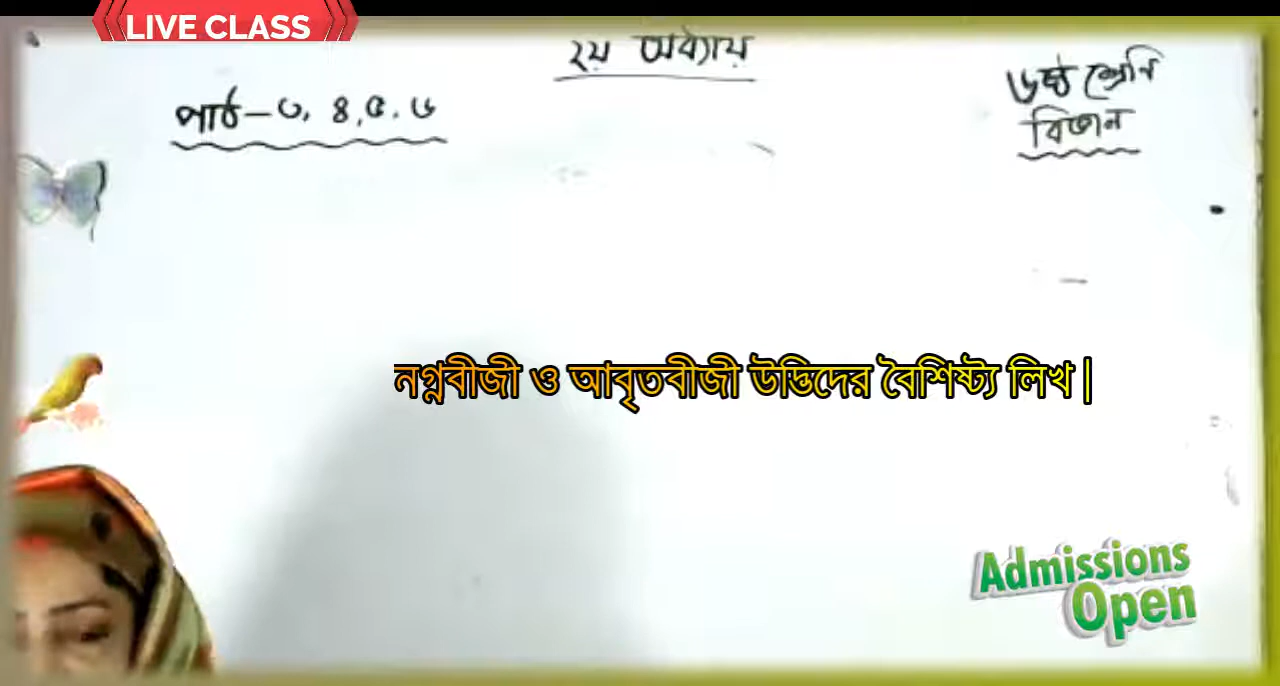 LIVE CLASS
২য় অধ্যায়
পাঠ-৩, ৪, ৫, ৬
৬ষ্ঠ শ্রেণি
বিজ্ঞান
নগ্নবীজী ও আবৃতবীজী উদ্ভিদের বৈশিষ্ট্য লিখ|
Admissions
Open